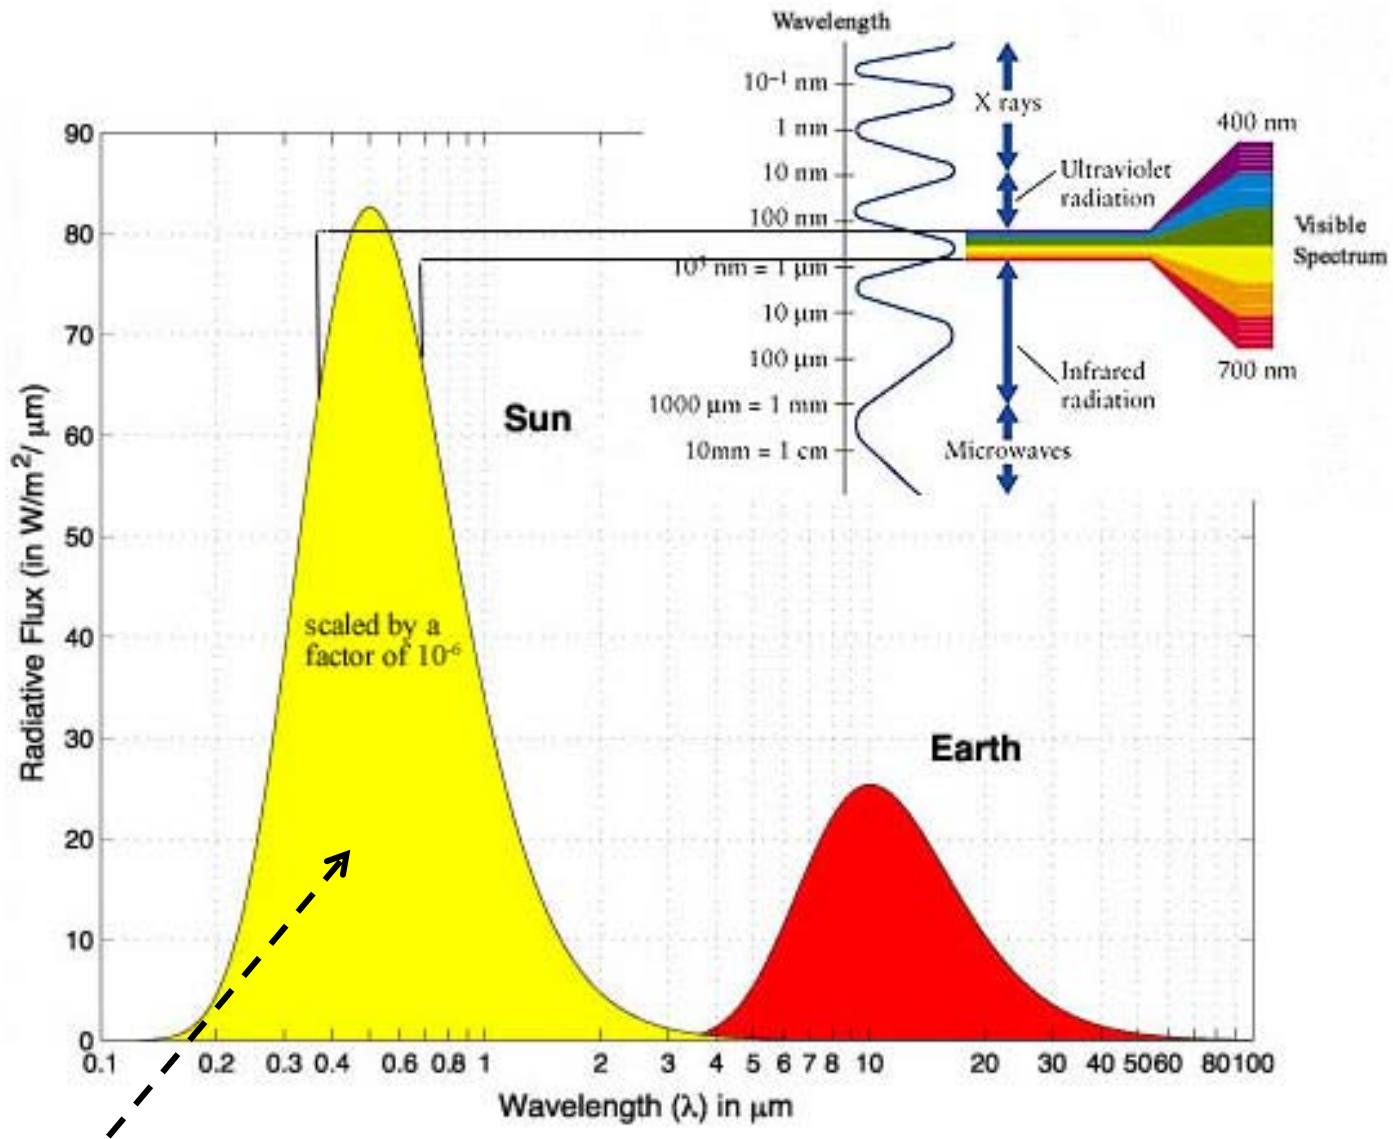 Wavelength
10⁻¹ nm
1 nm
10 nm
100 nm
10³ nm = 1 µm
10 µm
100 µm
1000 µm = 1 mm
10mm = 1 cm
X rays
Ultraviolet
radiation
Infrared
radiation
Microwaves
400 nm
Visible
Spectrum
700 nm
90
80
70
60
50
40
30
20
10
0
Radiative Flux (in W/m²/ µm)
Sun
scaled by a
factor of 10⁻⁶
Earth
0.1 0.2 0.3 0.4 0.6 0.8 1 2 3 4 5 6 7 8 10 20 30 40 50 60 80 100
Wavelength (λ) in µm